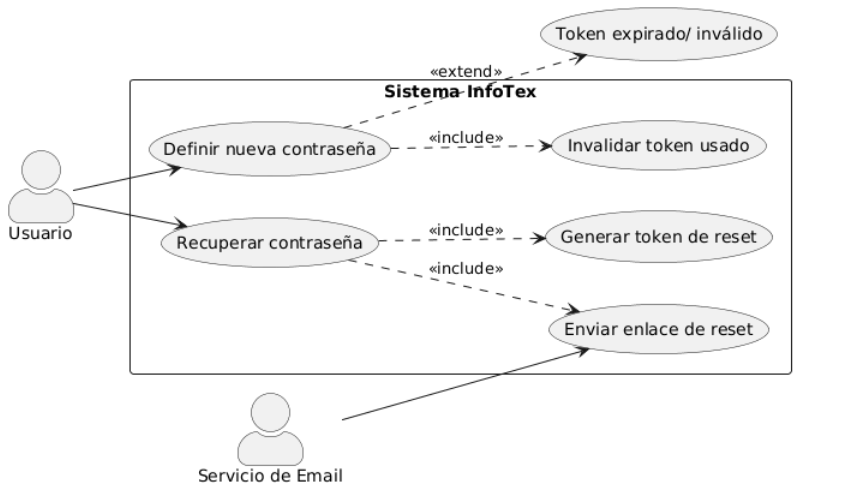 Token expirado/ inválido
«extend»
Sistema InfoTex
Definir nueva contraseña
«include»
Invalidar token usado
Usuario
Recuperar contraseña
«include»
Generar token de reset
«include»
Enviar enlace de reset
Servicio de Email